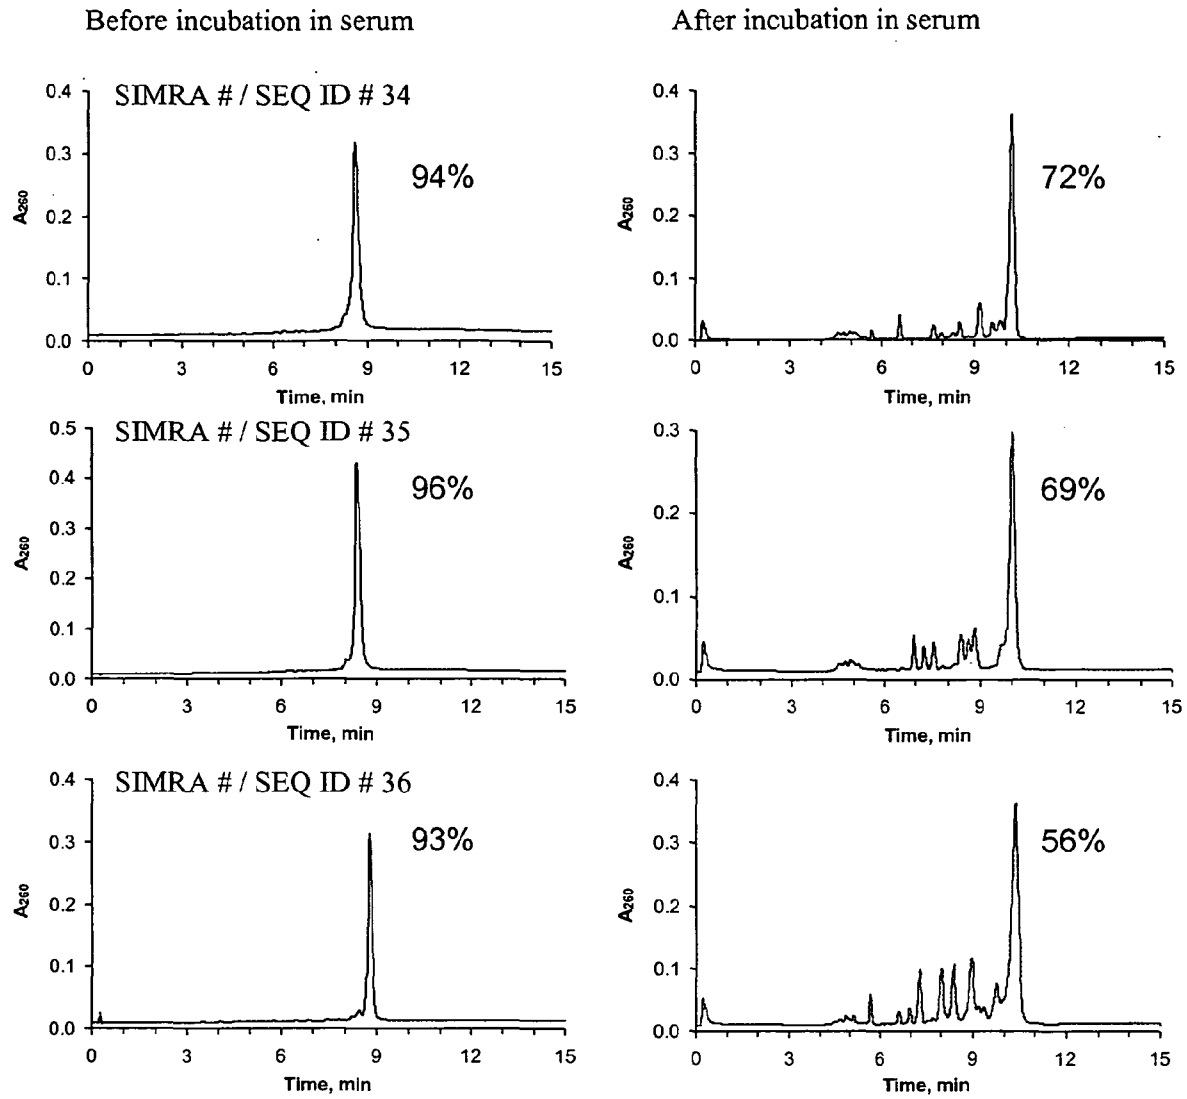 Before incubation in serum
After incubation in serum
SIMRA # / SEQ ID # 34
94%
0.4
0.3
0.2
0.1
0.0
A260
0 3 6 9 12 15
Time, min
72%
0.4
0.3
0.2
0.1
0.0
A260
0 3 6 9 12 15
Time, min
SIMRA # / SEQ ID # 35
96%
0.5
0.4
0.3
0.2
0.1
0.0
A260
0 3 6 9 12 15
Time, min
69%
0.3
0.2
0.1
0.0
A260
0 3 6 9 12 15
Time, min
SIMRA # / SEQ ID # 36
93%
0.4
0.3
0.2
0.1
0.0
A260
0 3 6 9 12 15
Time, min
56%
0.4
0.3
0.2
0.1
0.0
A260
0 3 6 9 12 15
Time, min